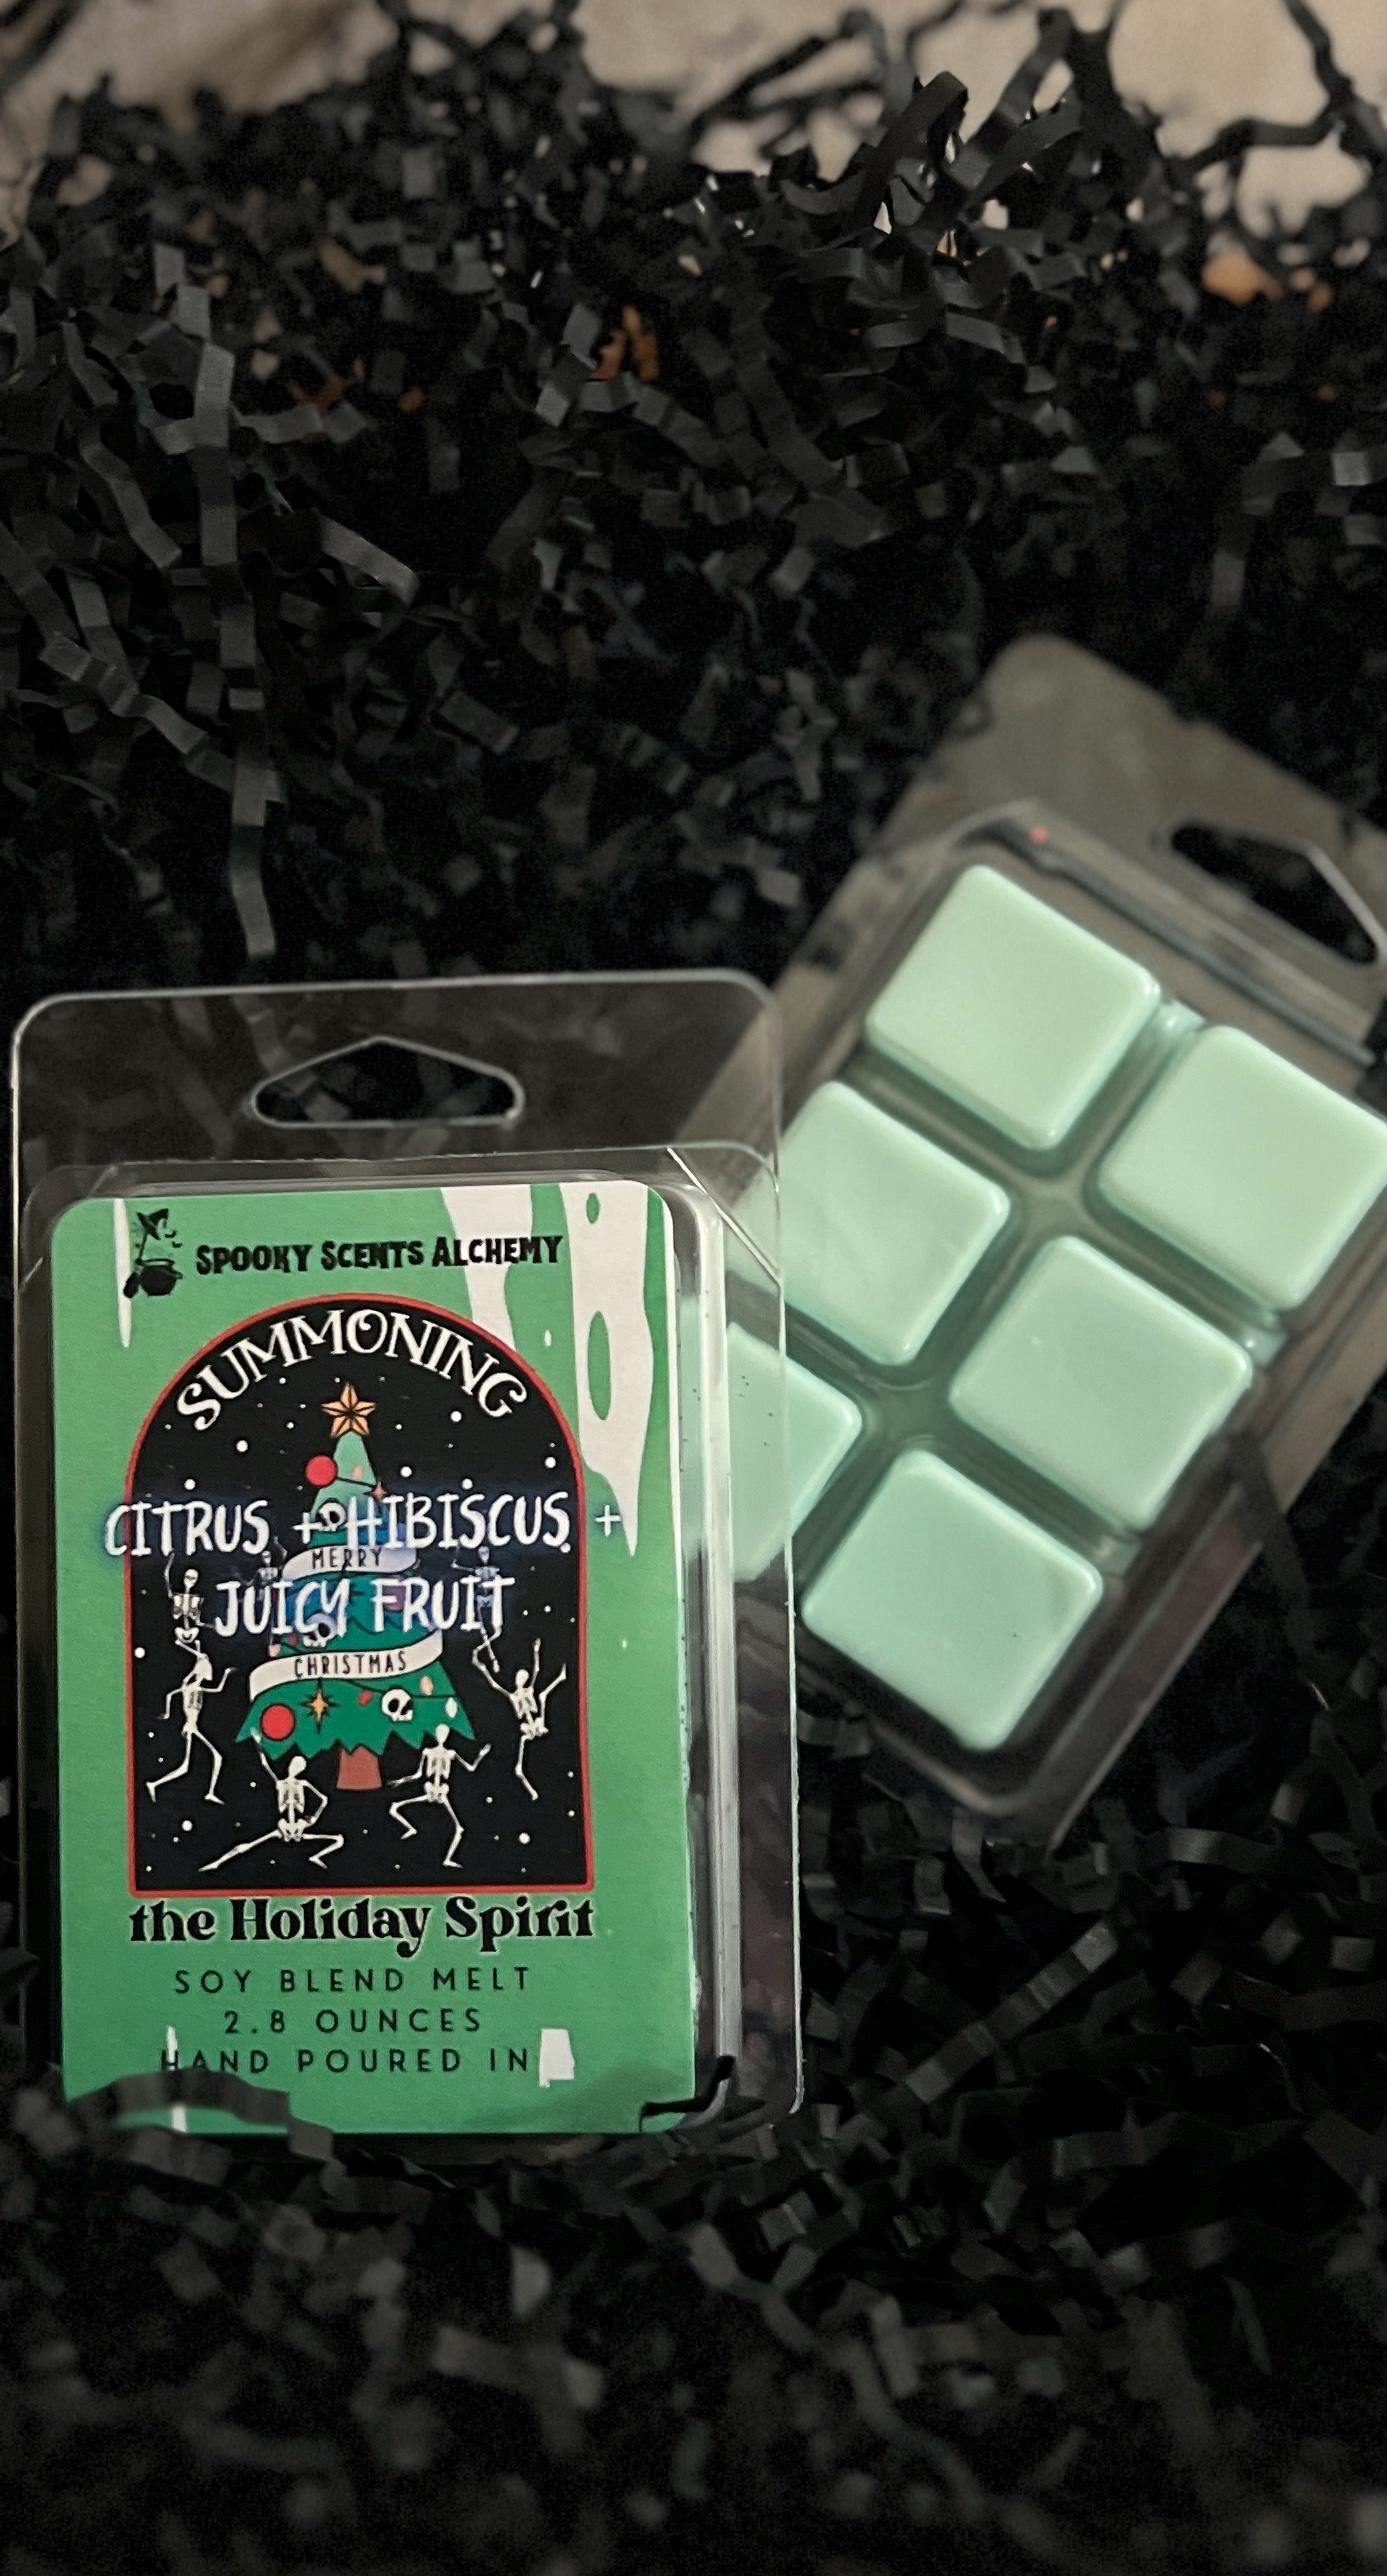 SPOOKY SCENTS ALCHEMY
SUMMONING
CITRUS + HIBISCUS +
MERRY
JUICY FRUIT
CHRISTMAS
the Holiday Spirit
SOY BLEND MELT
2.8 OUNCES
HAND POURED IN